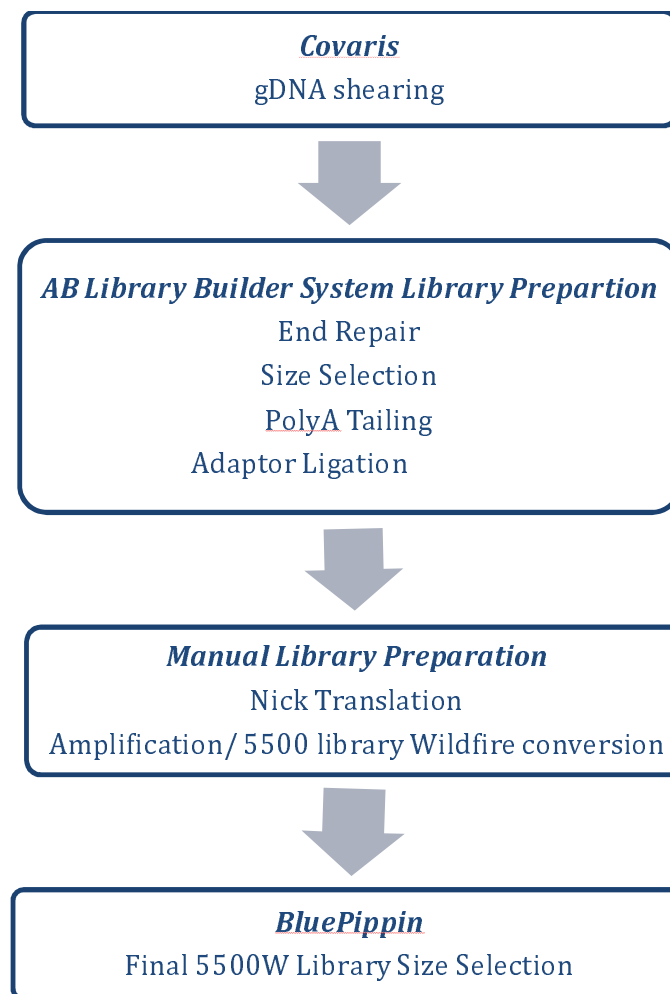 Covaris
gDNA shearing
AB Library Builder System Library Prepartion
End Repair
Size Selection
PolyA Tailing
Adaptor Ligation
Manual Library Preparation
Nick Translation
Amplification/ 5500 library Wildfire conversion
BluePippin
Final 5500W Library Size Selection